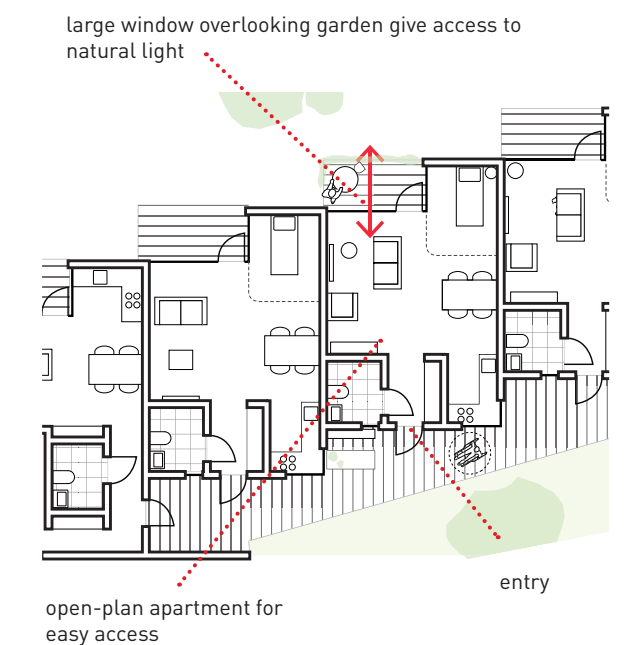 large window overlooking garden give access to
natural light
entry
open-plan apartment for
easy access